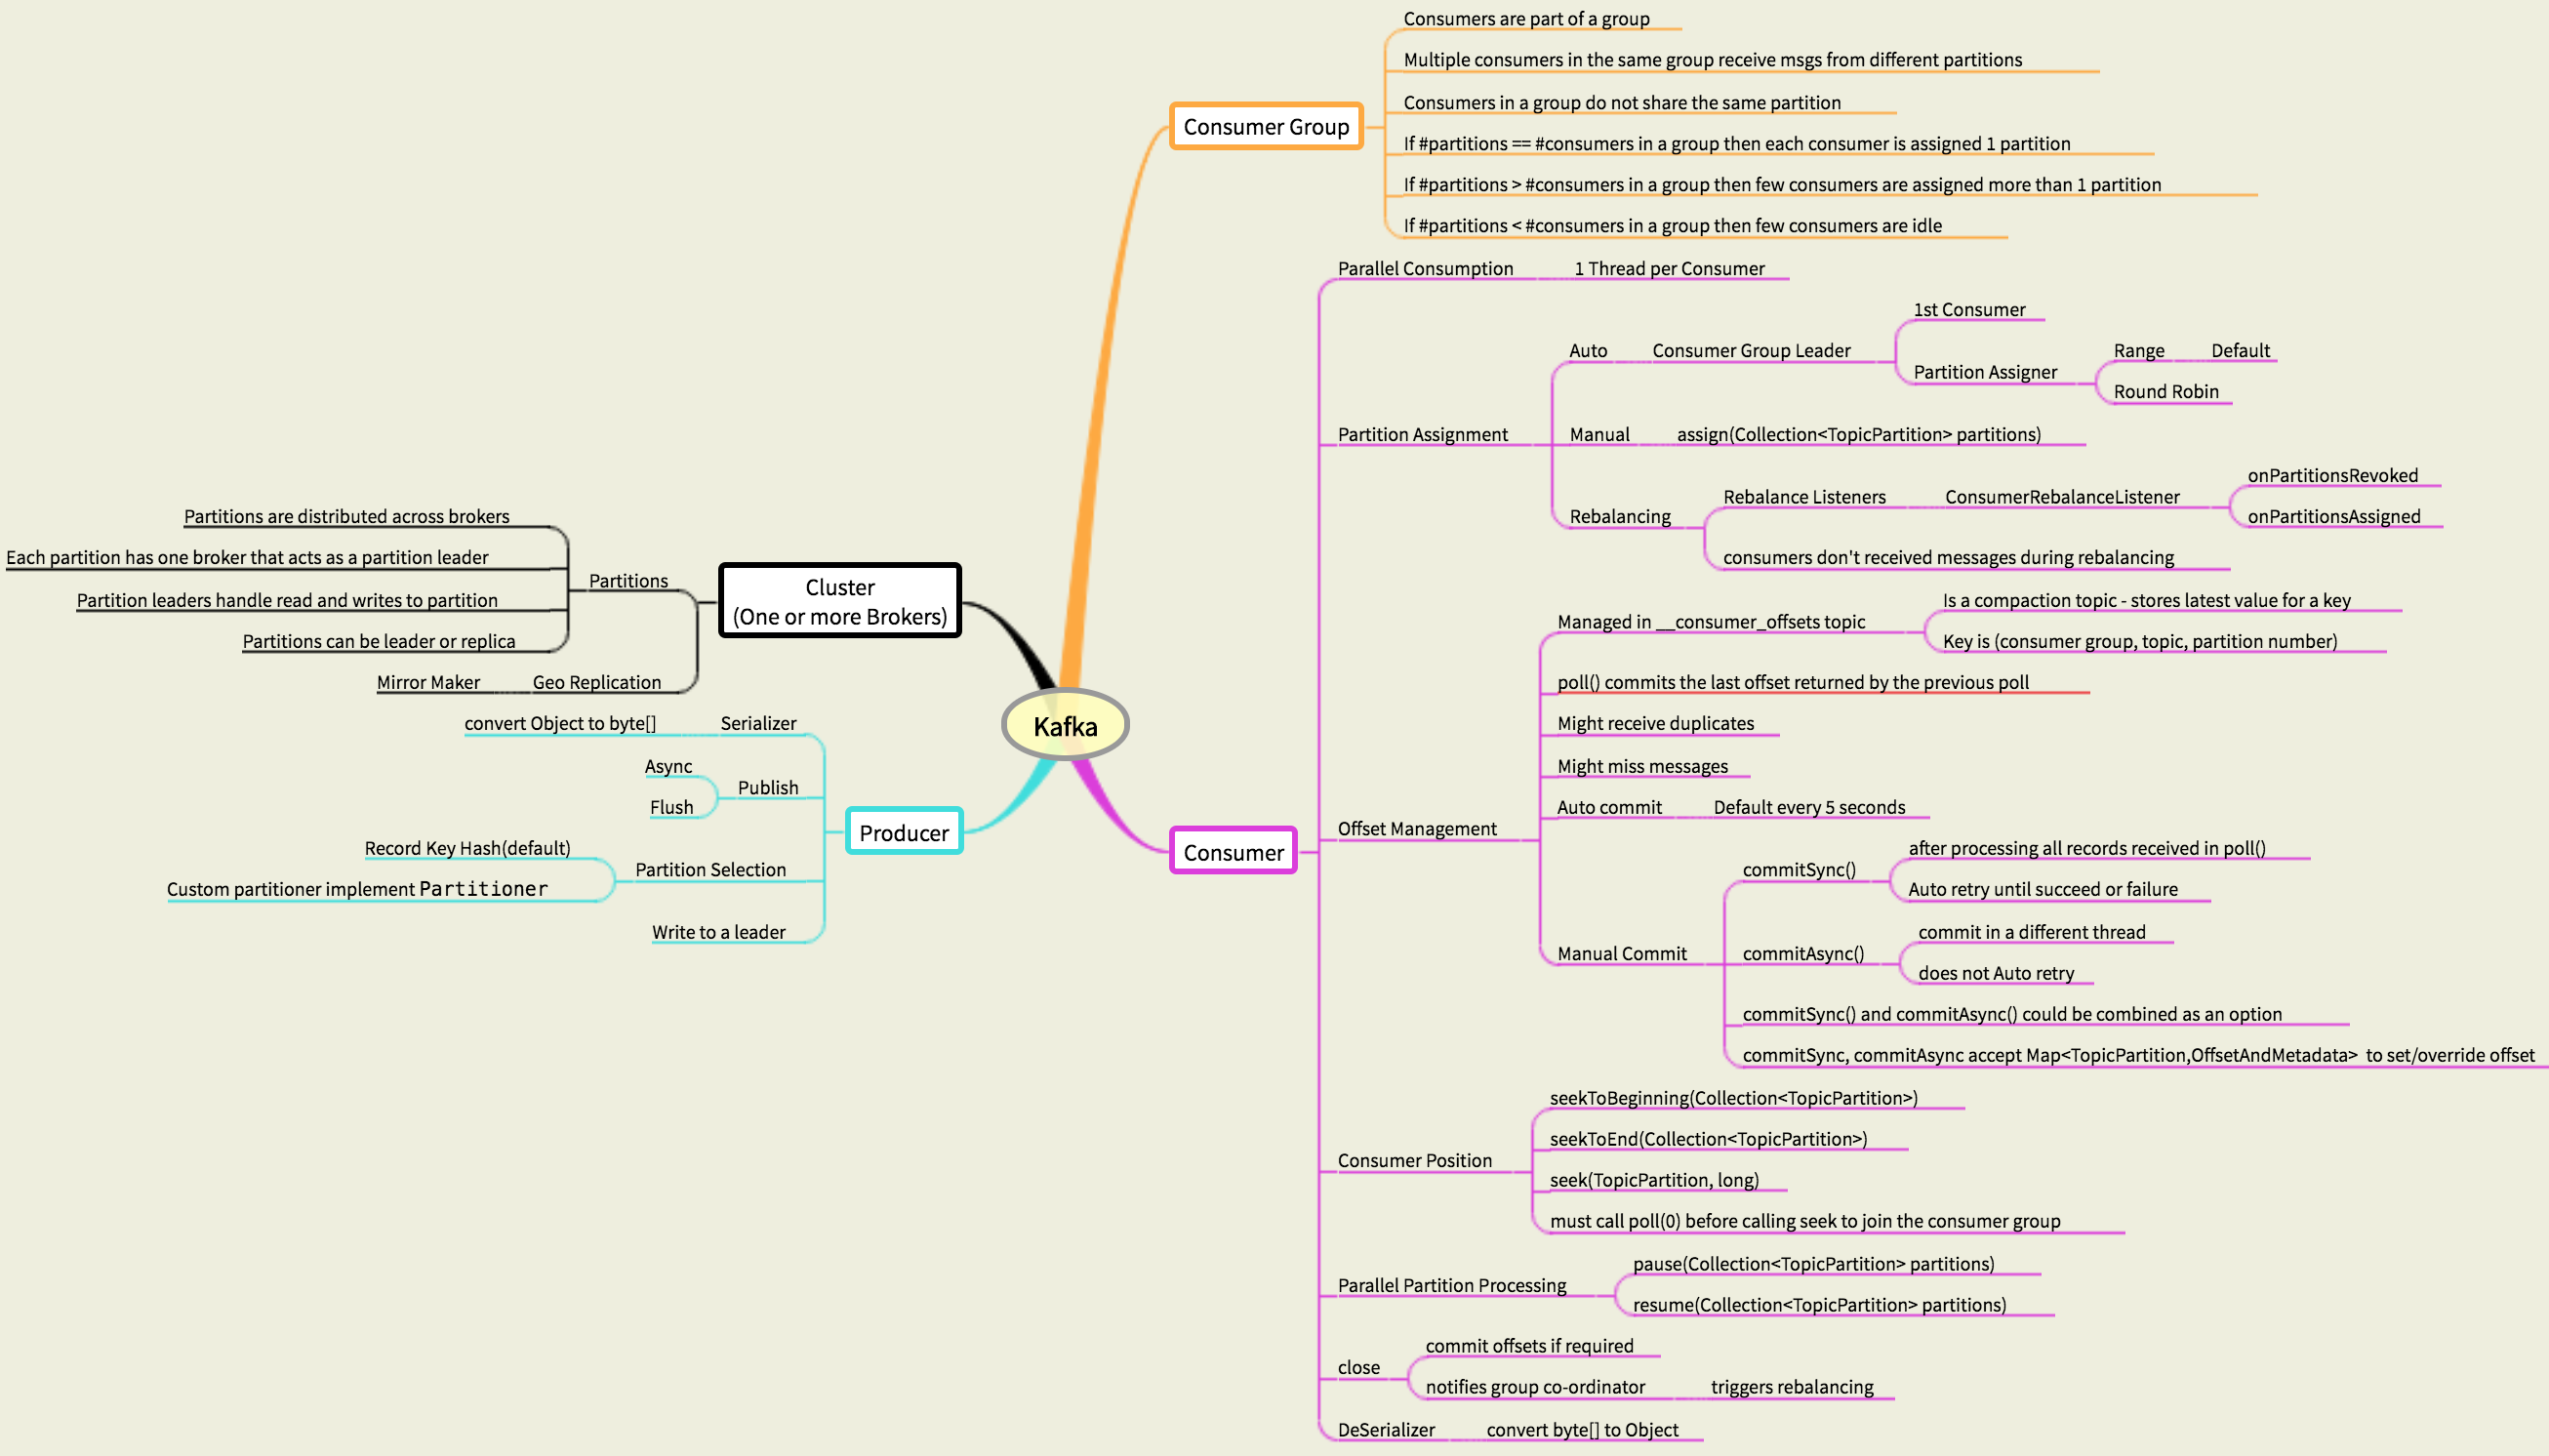 Kafka
Consumer Group
Consumers are part of a group
Multiple consumers in the same group receive msgs from different partitions
Consumers in a group do not share the same partition
If #partitions == #consumers in a group then each consumer is assigned 1 partition
If #partitions > #consumers in a group then few consumers are assigned more than 1 partition
If #partitions < #consumers in a group then few consumers are idle
Consumer
Parallel Consumption
1 Thread per Consumer
Partition Assignment
Auto
Consumer Group Leader
1st Consumer
Partition Assigner
Range
Default
Round Robin
Manual
assign(Collection<TopicPartition> partitions)
Rebalancing
Rebalance Listeners
ConsumerRebalanceListener
onPartitionsRevoked
onPartitionsAssigned
consumers don't received messages during rebalancing
Offset Management
Managed in __consumer_offsets topic
Is a compaction topic - stores latest value for a key
Key is (consumer group, topic, partition number)
poll() commits the last offset returned by the previous poll
Might receive duplicates
Might miss messages
Auto commit
Default every 5 seconds
Manual Commit
commitSync()
after processing all records received in poll()
Auto retry until succeed or failure
commitAsync()
commit in a different thread
does not Auto retry
commitSync() and commitAsync() could be combined as an option
commitSync, commitAsync accept Map<TopicPartition,OffsetAndMetadata> to set/override offset
Consumer Position
seekToBeginning(Collection<TopicPartition>)
seekToEnd(Collection<TopicPartition>)
seek(TopicPartition, long)
must call poll(0) before calling seek to join the consumer group
Parallel Partition Processing
pause(Collection<TopicPartition> partitions)
resume(Collection<TopicPartition> partitions)
close
commit offsets if required
notifies group co-ordinator
triggers rebalancing
DeSerializer
convert byte[] to Object
Cluster
(One or more Brokers)
Partitions
Partitions are distributed across brokers
Each partition has one broker that acts as a partition leader
Partition leaders handle read and writes to partition
Partitions can be leader or replica
Geo Replication
Mirror Maker
Producer
Serializer
convert Object to byte[]
Publish
Async
Flush
Partition Selection
Record Key Hash(default)
Custom partitioner implement Partitioner
Write to a leader